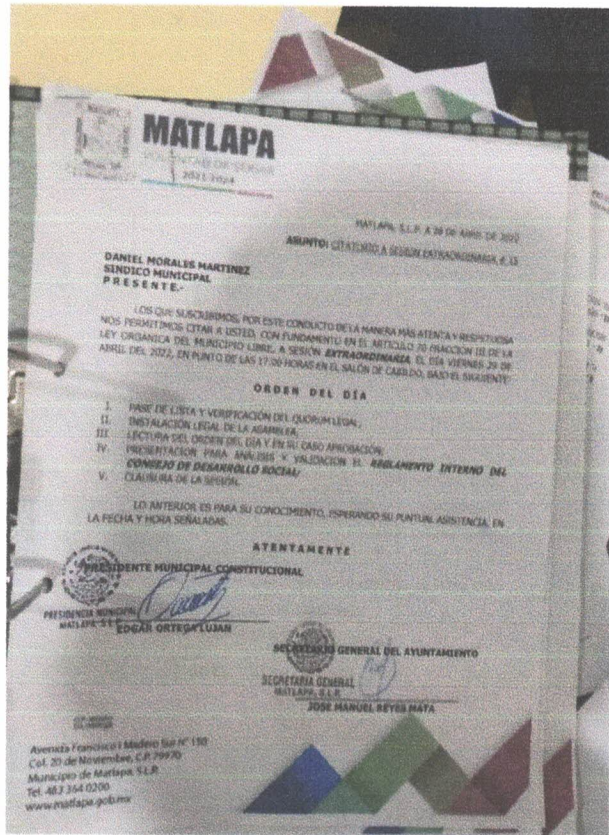 MATLAPA
VOLUNTAD DE SERVIR
2021-2024
MATLAPA, S.L.P. A 28 DE ABRIL DE 2022
ASUNTO: CITATORIO A SESIÓN EXTRAORDINARIA
DANIEL MORALES MARTINEZ
SINDICO MUNICIPAL
P R E S E N T E.-
LOS QUE SUSCRIBIMOS, POR ESTE CONDUCTO DE LA MANERA MÁS ATENTA Y RESPETUOSA
NOS PERMITIMOS CITAR A USTED, CON FUNDAMENTO EN EL ARTICULO 70 FRACCION III DE LA
LEY ORGANICA DEL MUNICIPIO LIBRE, A SESIÓN EXTRAORDINARIA, EL DÍA VIERNES 29 DE
ABRIL DEL 2022, EN PUNTO DE LAS 17:00 HORAS EN EL SALÓN DE CABILDO, BAJO EL SIGUIENTE
ORDEN DEL DÍA
I. PASE DE LISTA Y VERIFICACIÓN DEL QUORUM LEGAL;
II. INSTALACIÓN LEGAL DE LA ASAMBLEA;
III. LECTURA DEL ORDEN DEL DÍA Y EN SU CASO APROBACIÓN;
IV. PRESENTACION PARA ANÁLISIS Y VALIDACION EL REGLAMENTO INTERNO DEL
CONSEJO DE DESARROLLO SOCIAL;
V. CLAUSURA DE LA SESIÓN.
LO ANTERIOR ES PARA SU CONOCIMIENTO, ESPERANDO SU PUNTUAL ASISTENCIA, EN
LA FECHA Y HORA SEÑALADAS.
ATENTAMENTE
PRESIDENTE MUNICIPAL CONSTITUCIONAL
PRESIDENCIA MUNICIPAL
MATLAPA, S.L.P.
EDGAR ORTEGA LUJAN
SECRETARIO GENERAL DEL AYUNTAMIENTO
SECRETARIA GENERAL
MATLAPA, S.L.P.
JOSE MANUEL REYES MATA
Avenida Francisco I Madero Sur N° 150
Col. 20 de Noviembre, C.P. 79970
Municipio de Matlapa, S.L.P.
Tel. 483 364 0200
www.matlapa.gob.mx